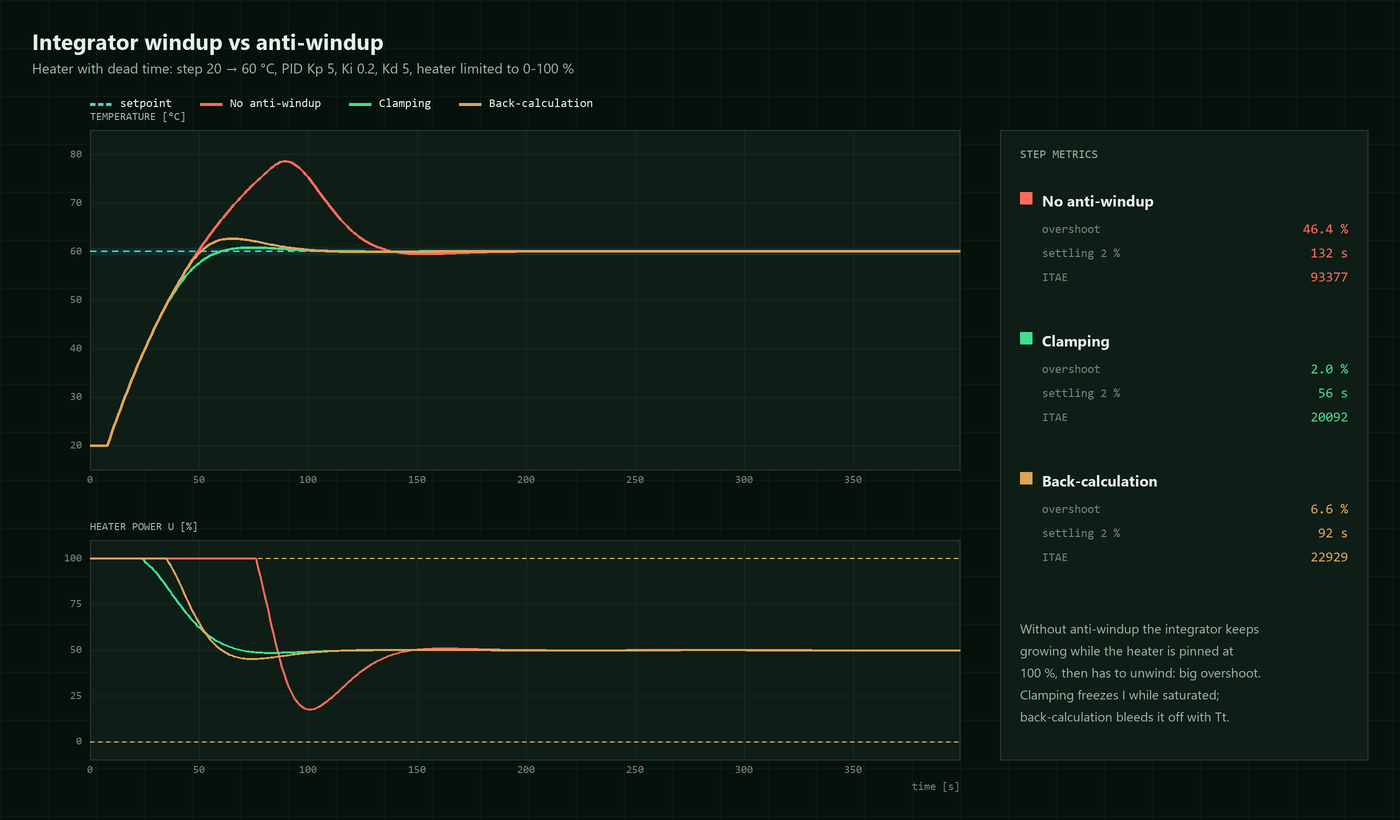 Integrator windup vs anti-windup
Heater with dead time: step 20 → 60 °C, PID Kp 5, Ki 0.2, Kd 5, heater limited to 0-100 %
setpoint No anti-windup Clamping Back-calculation
TEMPERATURE [°C]
80
70
60
50
40
30
20
0 50 100 150 200 250 300 350
HEATER POWER U [%]
100
75
50
25
0
0 50 100 150 200 250 300 350
time [s]
STEP METRICS
No anti-windup
overshoot 46.4 %
settling 2 % 132 s
ITAE 93377
Clamping
overshoot 2.0 %
settling 2 % 56 s
ITAE 20092
Back-calculation
overshoot 6.6 %
settling 2 % 92 s
ITAE 22929
Without anti-windup the integrator keeps
growing while the heater is pinned at
100 %, then has to unwind: big overshoot.
Clamping freezes I while saturated;
back-calculation bleeds it off with Tt.